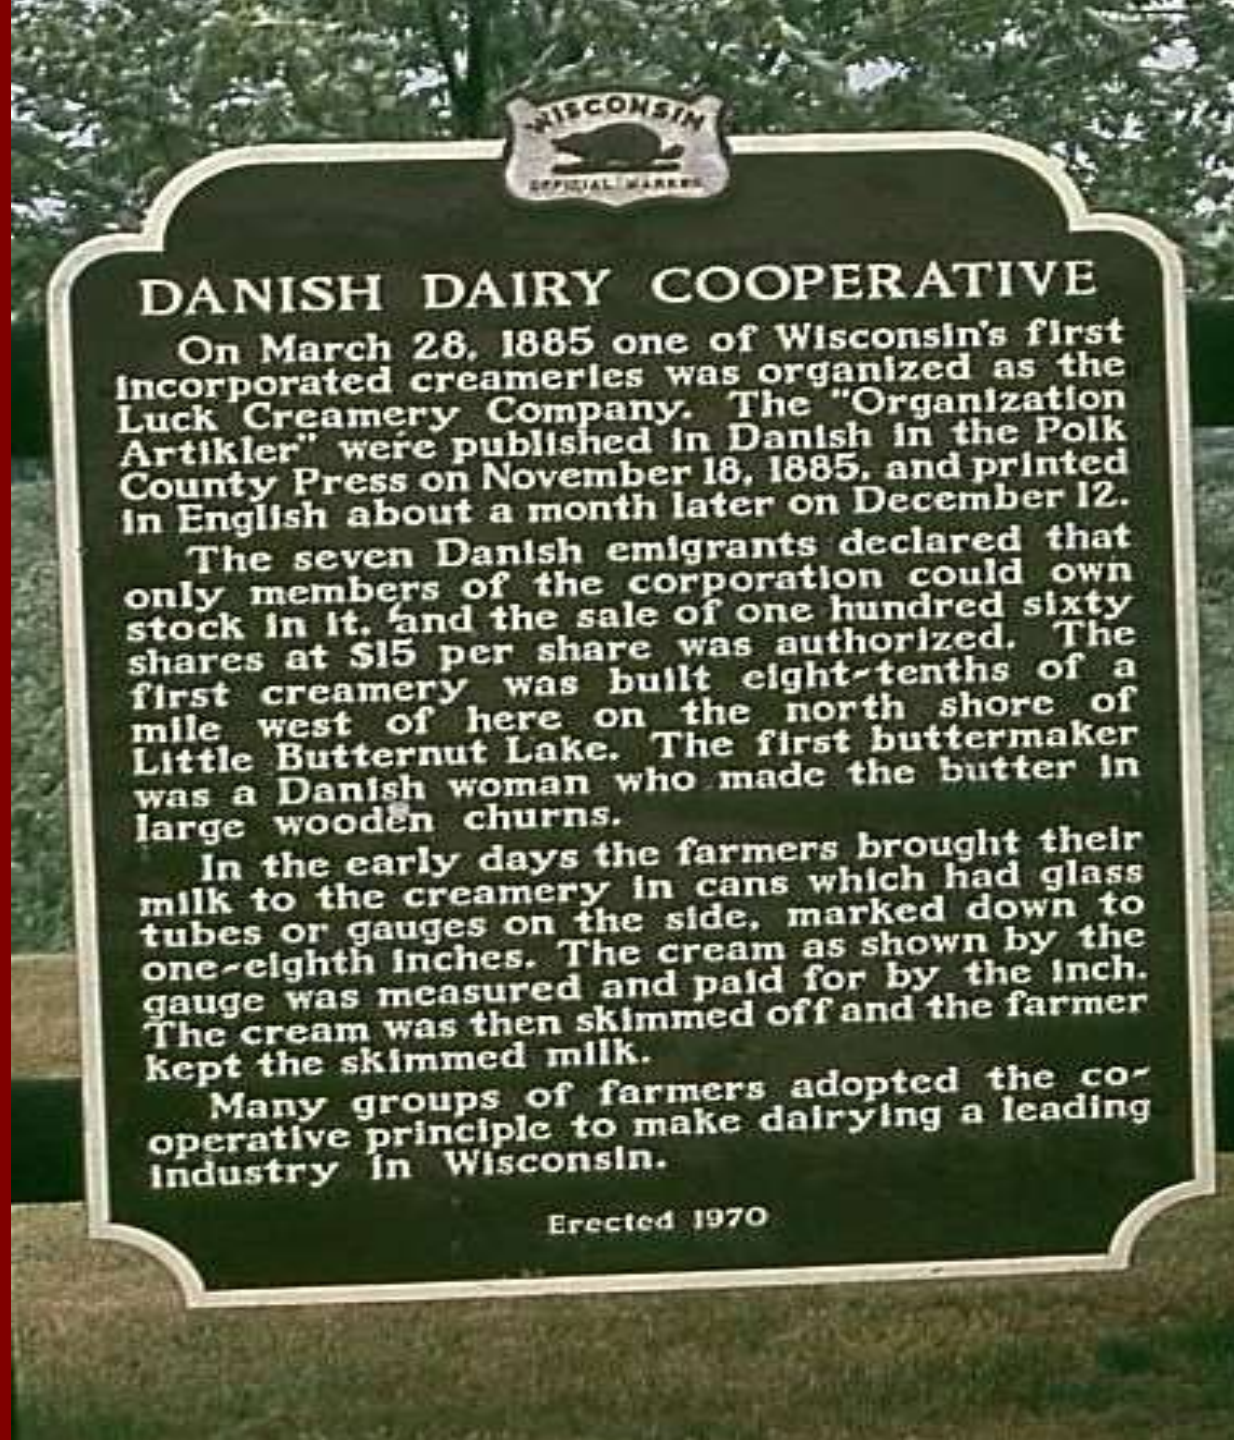 WISCONSIN
OFFICIAL MARKER
DANISH DAIRY COOPERATIVE
On March 28, 1885 one of Wisconsin's first
incorporated creameries was organized as the
Luck Creamery Company. The "Organization
Artikler" were published in Danish in the Polk
County Press on November 18, 1885, and printed
in English about a month later on December 12.
The seven Danish emigrants declared that
only members of the corporation could own
stock in it, and the sale of one hundred sixty
shares at $15 per share was authorized. The
first creamery was built eight-tenths of a
mile west of here on the north shore of
Little Butternut Lake. The first buttermaker
was a Danish woman who made the butter in
large wooden churns.
In the early days the farmers brought their
milk to the creamery in cans which had glass
tubes or gauges on the side, marked down to
one-eighth inches. The cream as shown by the
gauge was measured and paid for by the inch.
The cream was then skimmed off and the farmer
kept the skimmed milk.
Many groups of farmers adopted the co-
operative principle to make dairying a leading
industry in Wisconsin.
Erected 1970